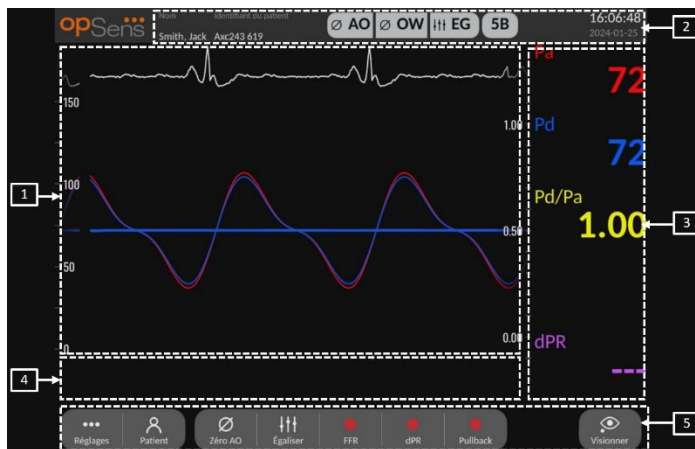 opSens
Nom Identifiant du patient
Smith, Jack Axc243 619
AO OW EG 5B
16:06:48
2024-01-25
2
150
100
50
0
1.00
0.50
0.00
1
Pa
72
Pd
72
Pd/Pa
1.00
3
dPR
---
4
Réglages Patient Zéro AO Égaliser FFR dPR Pullback Visionner
5